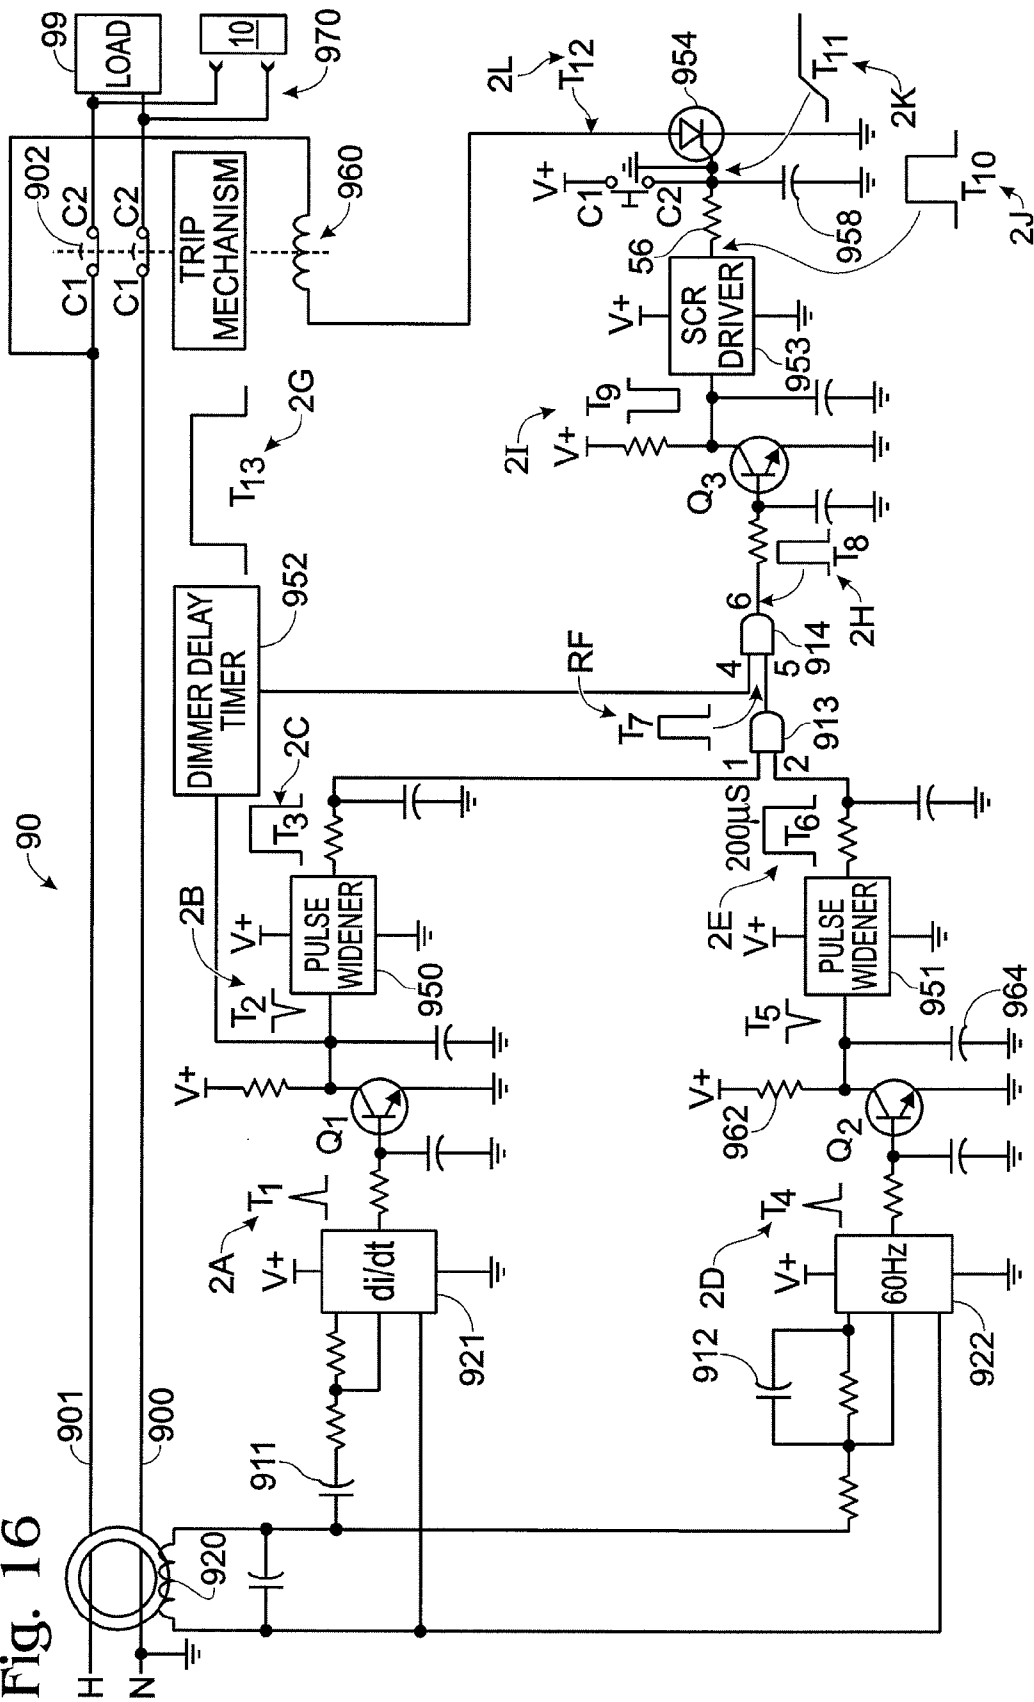 Fig. 16
90
H
N
901
900
920
902
C1
C2
C1
C2
TRIP
MECHANISM
960
99
LOAD
10
970
DIMMER DELAY
TIMER
952
T13
2G
911
921
di/dt
V+
2A
T1
Q1
V+
T2
2B
V+
PULSE
WIDENER
950
T3
2C
912
922
60Hz
V+
2D
T4
962
V+
Q2
964
T5
V+
PULSE
WIDENER
951
2E
200µS
T6
1
2
913
T7
RF
4
5
6
914
T8
2H
Q3
V+
2I
T9
V+
SCR
DRIVER
953
56
V+
C1
C2
958
954
2L
T12
T11
2K
T10
2J